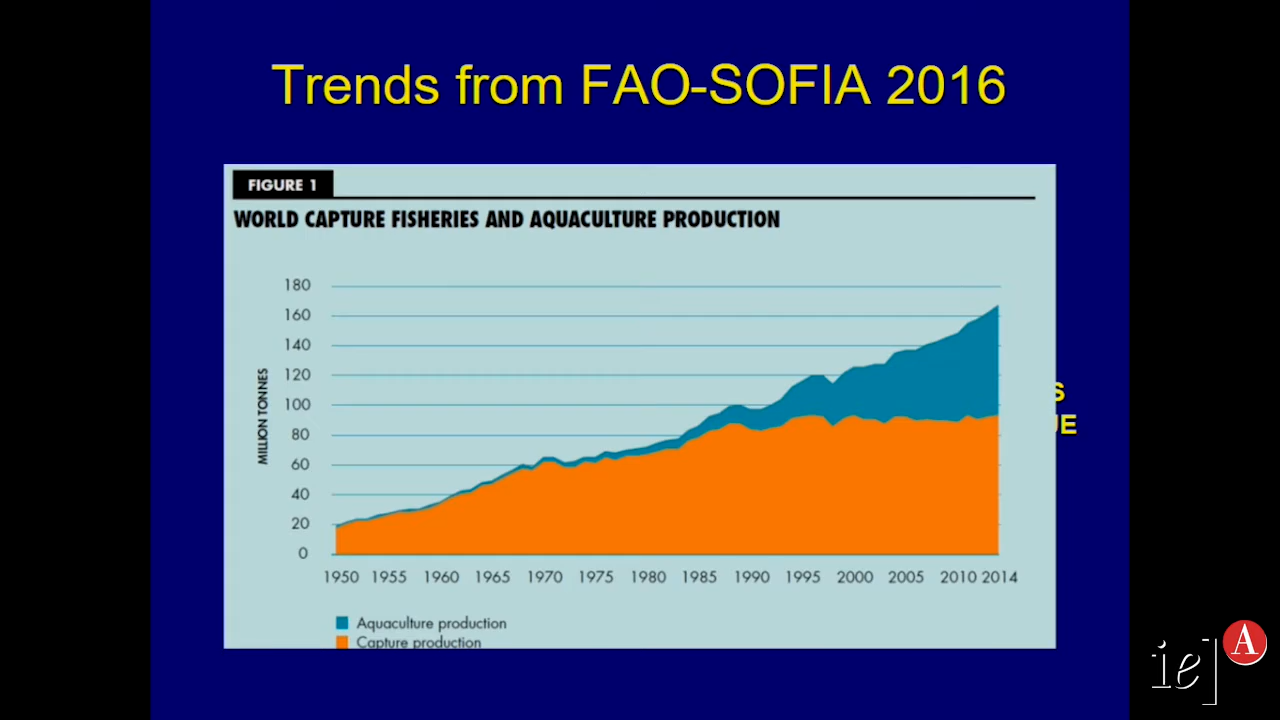 Trends from FAO-SOFIA 2016
FIGURE 1
WORLD CAPTURE FISHERIES AND AQUACULTURE PRODUCTION
MILLION TONNES
180
160
140
120
100
80
60
40
20
0
1950 1955 1960 1965 1970 1975 1980 1985 1990 1995 2000 2005 2010 2014
Aquaculture production
Capture production
ie]
A